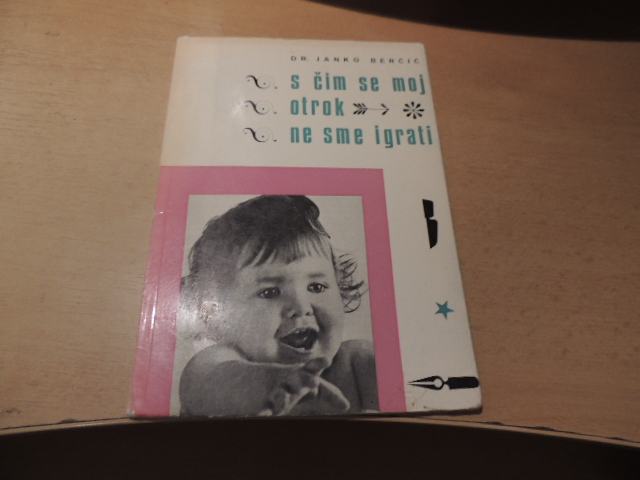 DR. JANKO BERČIČ
s čim se moj
otrok
ne sme igrati